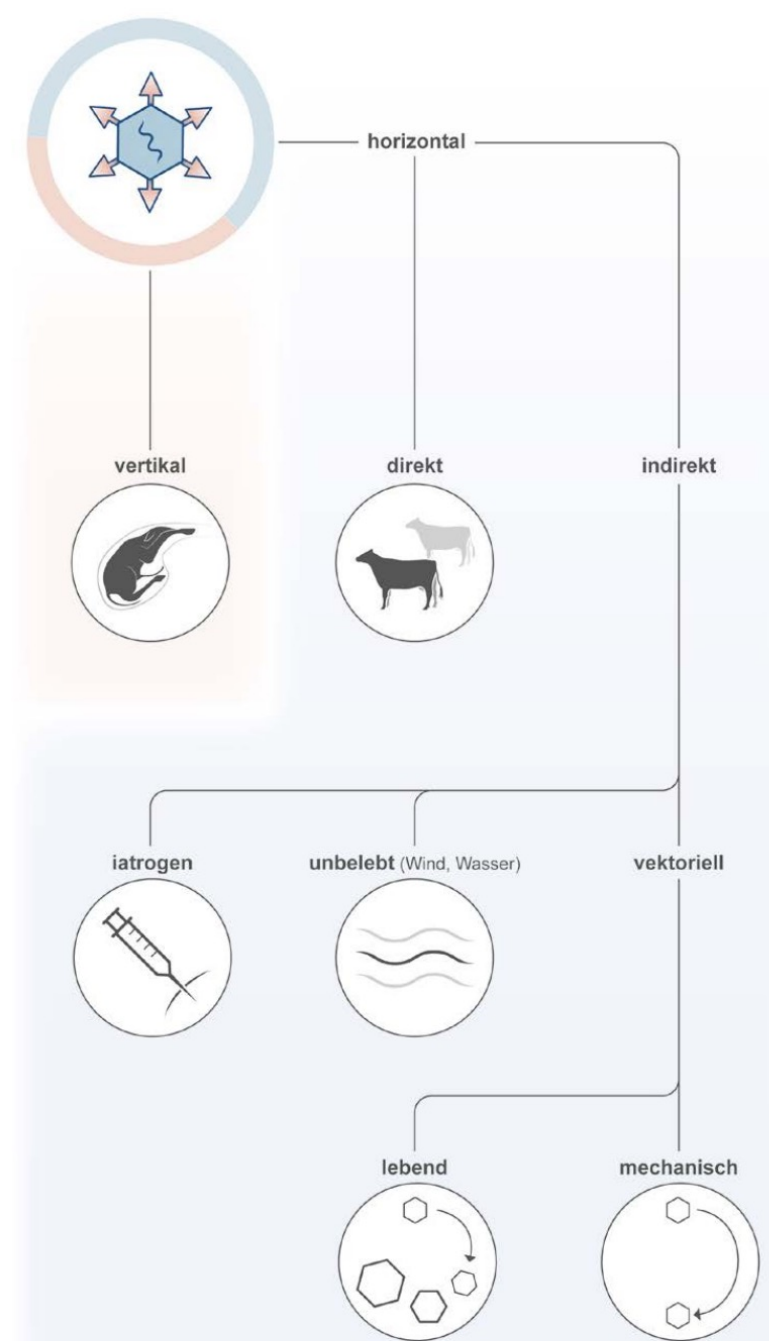 horizontal
vertikal
direkt
indirekt
iatrogen
unbelebt (Wind, Wasser)
vektoriell
lebend
mechanisch